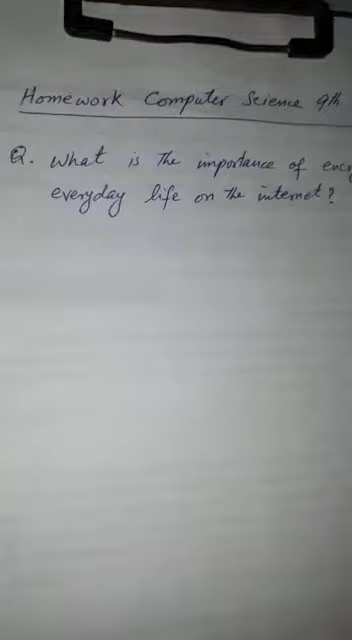 Homework Computer Science 9th
Q. What is the importance of
everyday life on the internet?